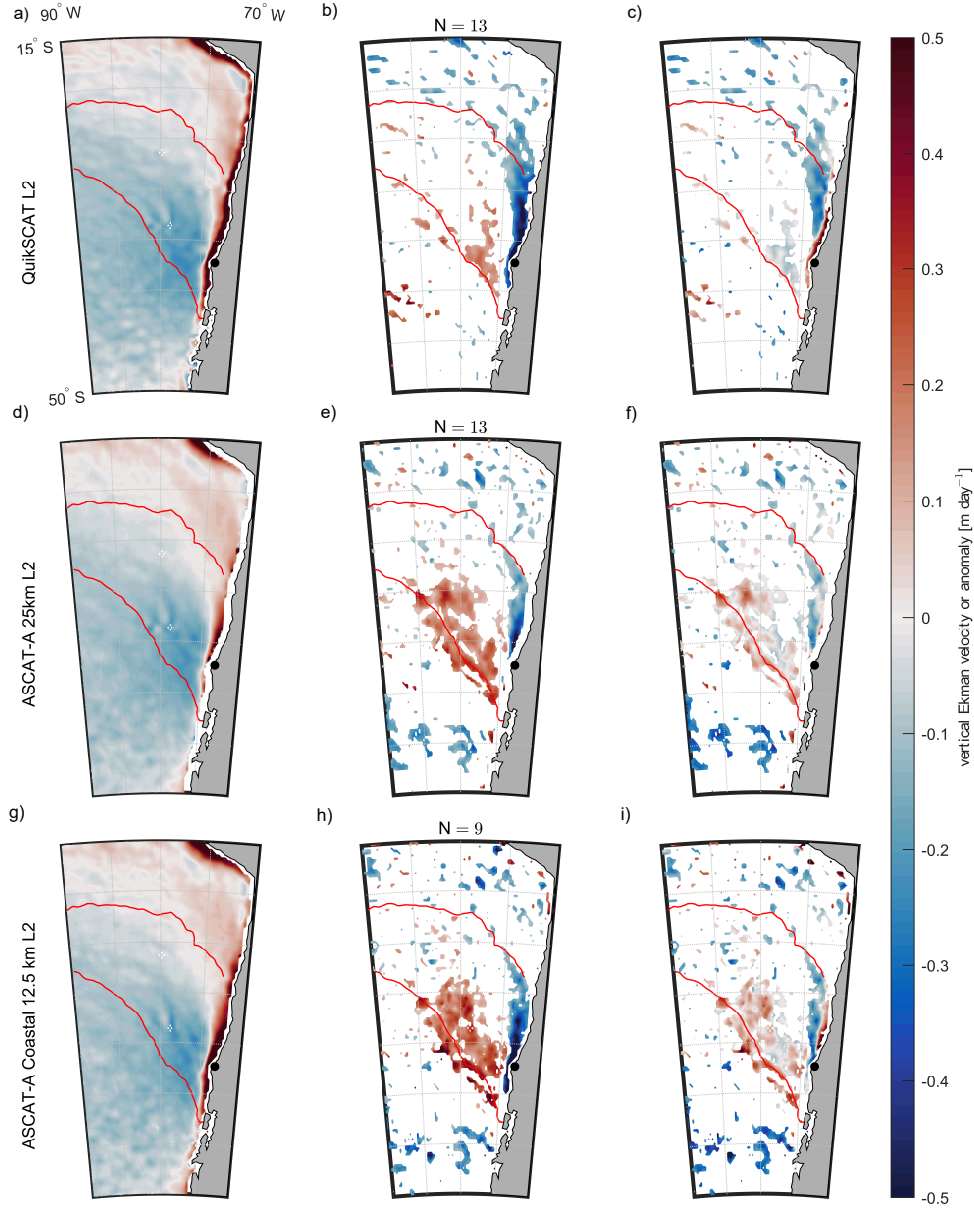 a)
90° W
70° W
b)
N = 13
c)
15° S
0.5
0.4
0.3
0.2
0.1
0
-0.1
-0.2
-0.3
-0.4
-0.5
vertical Ekman velocity or anomaly [m day⁻¹]
QuikSCAT L2
50° S
d)
e)
N = 13
f)
ASCAT-A 25km L2
g)
h)
N = 9
i)
ASCAT-A Coastal 12.5 km L2